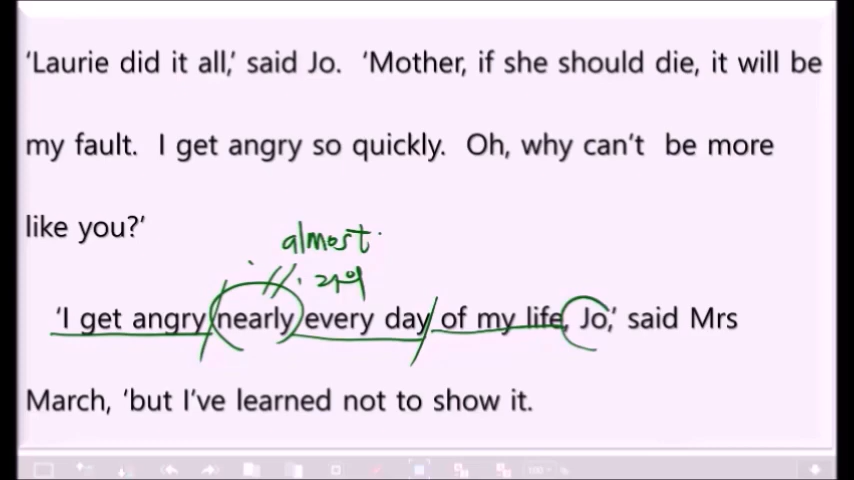 ‘Laurie did it all,’ said Jo. ‘Mother, if she should die, it will be
my fault. I get angry so quickly. Oh, why can’t be more
like you?’
almost
거의
‘I get angry nearly every day of my life, Jo,’ said Mrs
March, ‘but I’ve learned not to show it.